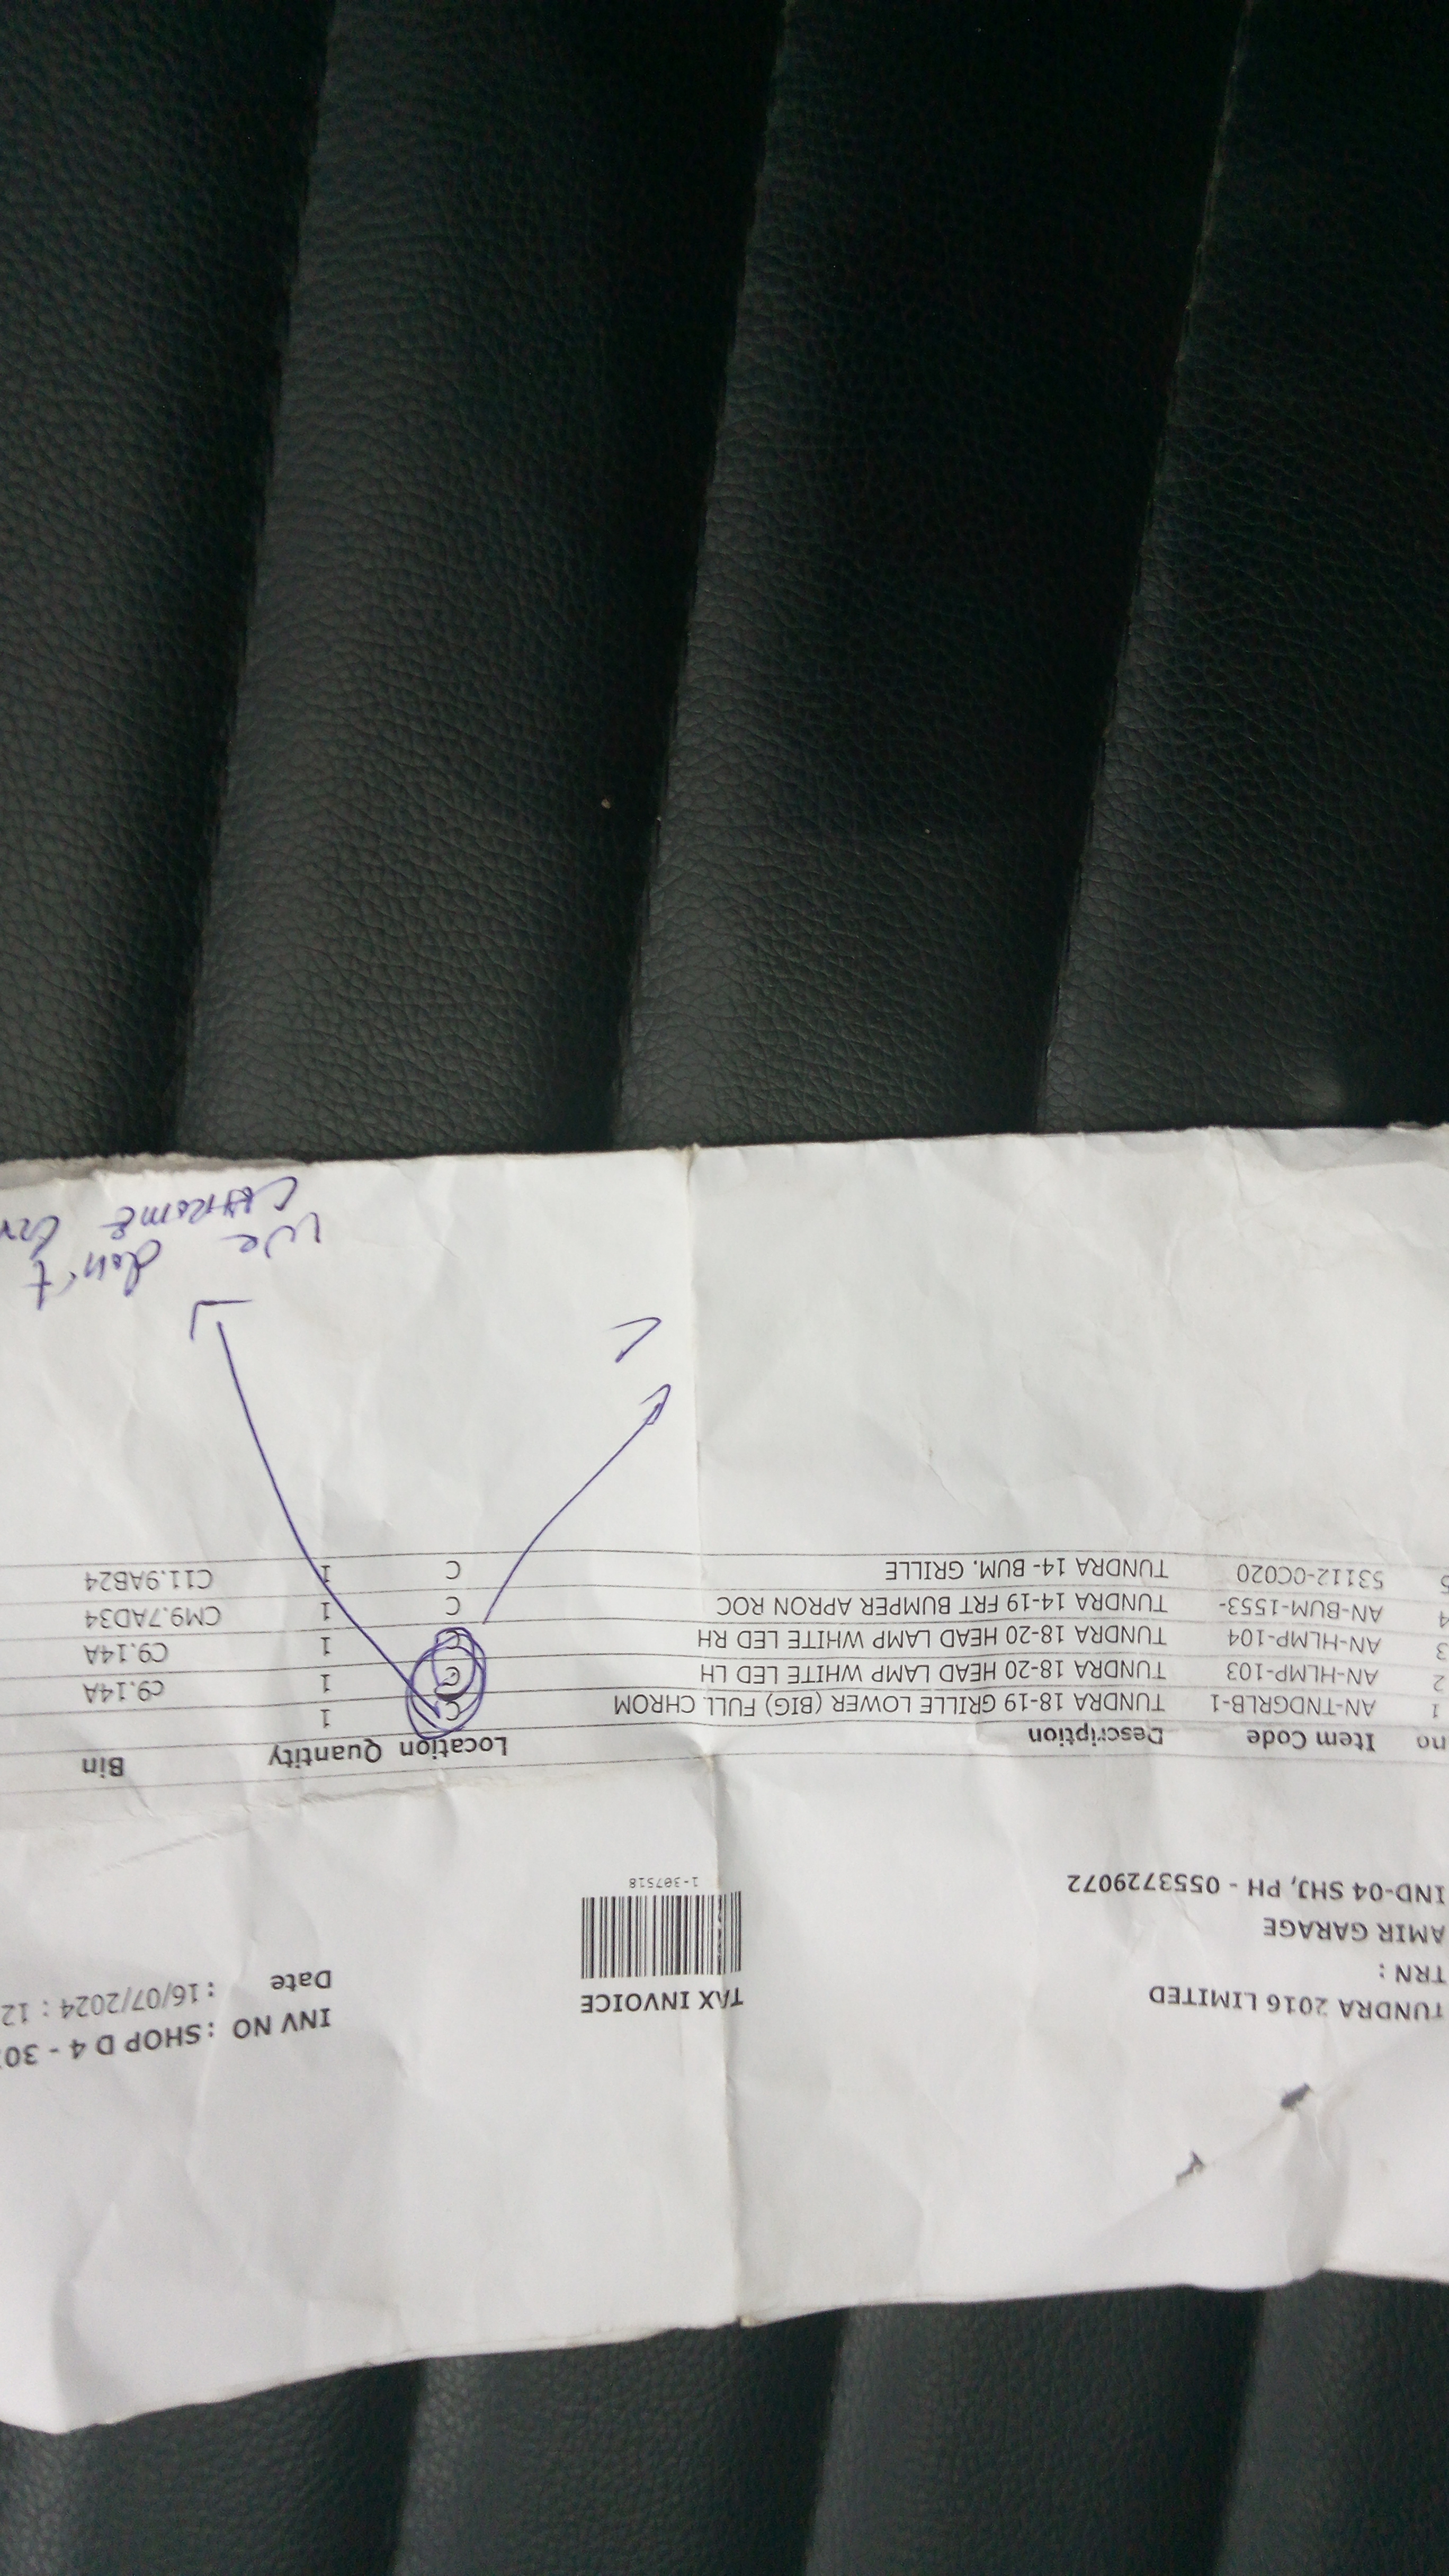 TUNDRA 2016 LIMITED
TRN :
AMIR GARAGE
IND-04 SHJ, PH - 0553729072
TAX INVOICE
1-307518
INV NO : SHOP D 4 - 30
Date : 16/07/2024 : 12
no Item Code Description Location Quantity Bin
1 AN-TNDGRLB-1 TUNDRA 18-19 GRILLE LOWER (BIG) FULL CHROM C 1
2 AN-HLMP-103 TUNDRA 18-20 HEAD LAMP WHITE LED LH C 1 C9.14A
3 AN-HLMP-104 TUNDRA 18-20 HEAD LAMP WHITE LED RH C 1 C9.14A
4 AN-BUM-1553- TUNDRA 14-19 FRT BUMPER APRON ROC C 1 CM9.7AD34
5 53112-0C020 TUNDRA 14- BUM. GRILLE C 1 C11.9AB24
We don't
CHROME